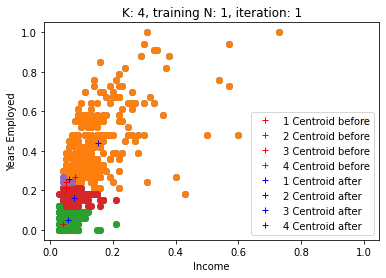 K: 4, training N: 1, iteration: 1
1.0
0.8
0.6
0.4
0.2
0.0
Years Employed
1 Centroid before
2 Centroid before
3 Centroid before
4 Centroid before
1 Centroid after
2 Centroid after
3 Centroid after
4 Centroid after
0.0 0.2 0.4 0.6 0.8 1.0
Income